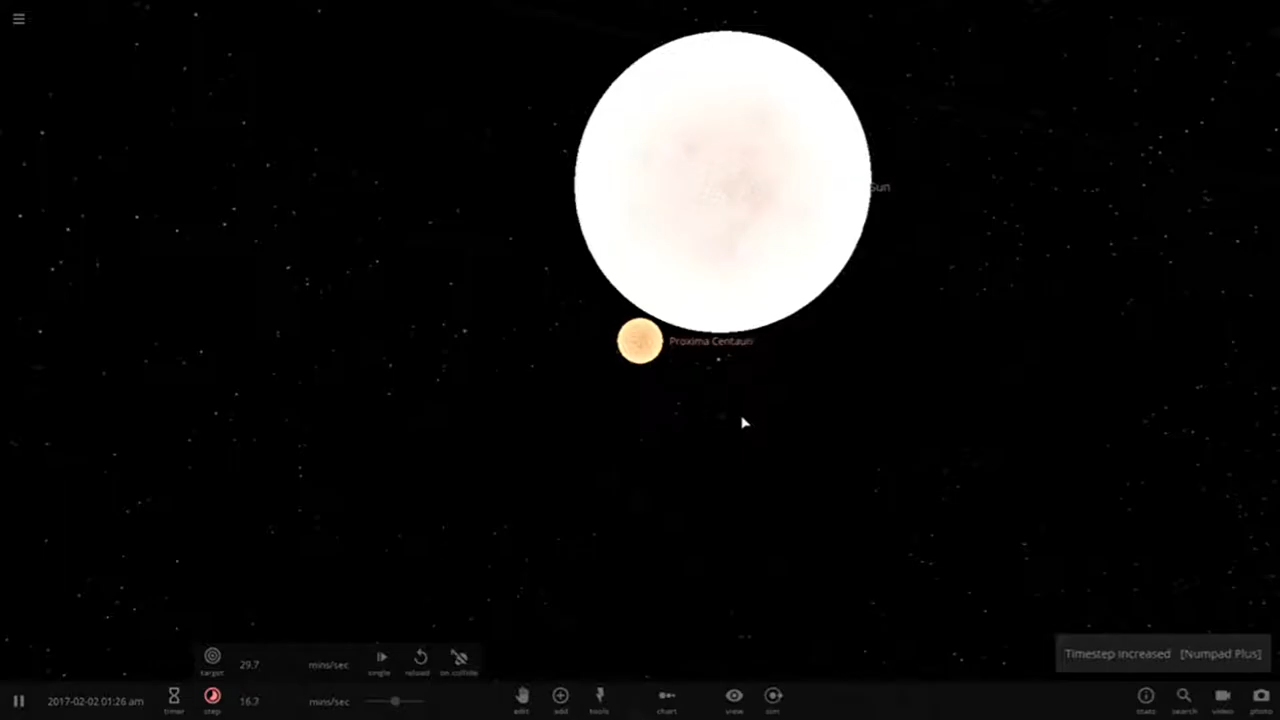 Sun
Proxima Centauri
Timestep increased [Numpad Plus]
target 29.7 mins/sec single reload on collide
2017-02-02 01:26 am timer step 16.7 mins/sec edit add tools chart view sim stats search video photo